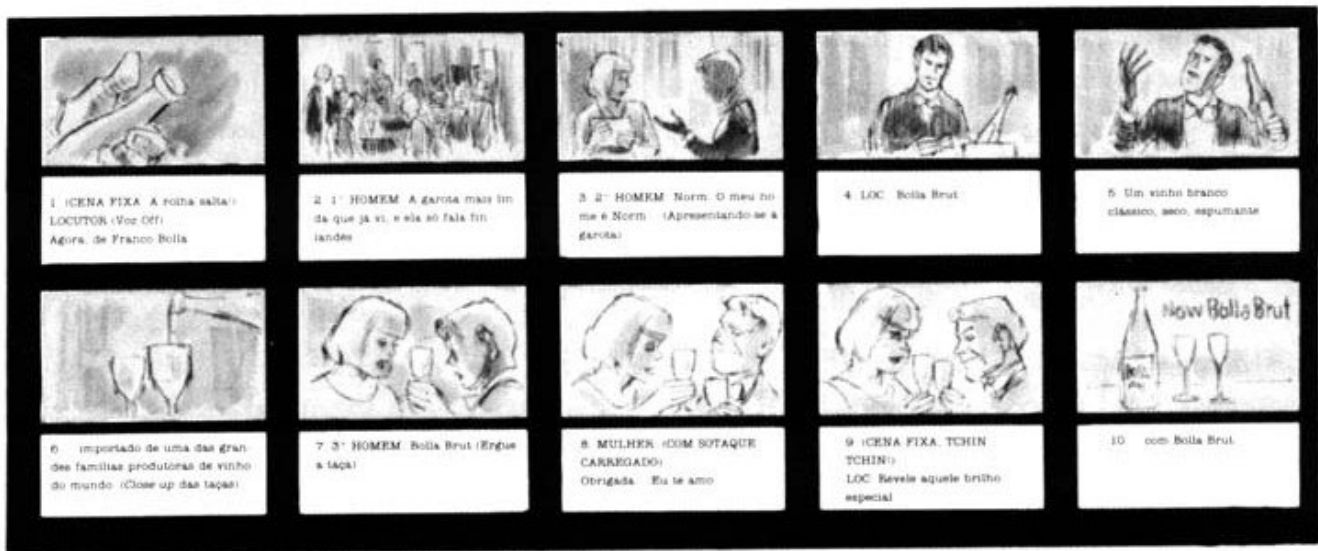 1 (CENA FIXA. A rolha salta!)
LOCUTOR (Voz Off)
Agora, de Franco Bolla
2 1º HOMEM A garota mais lin
da que já vi, e ela só fala fin
landês
3 2º HOMEM Norm. O meu no
me é Norm (Apresentando-se à
garota)
4 LOC Bolla Brut
5 Um vinho branco
clássico, seco, espumante
6 importado de uma das gran
des famílias produtoras de vinho
do mundo (Close up das taças)
7 3º HOMEM Bolla Brut (Ergue
a taça)
8 MULHER (COM SOTAQUE
CARREGADO)
Obrigada Eu te amo
9 (CENA FIXA. TCHIN
TCHIN!)
LOC Revele aquele brilho
especial
Now Bolla Brut
10 com Bolla Brut